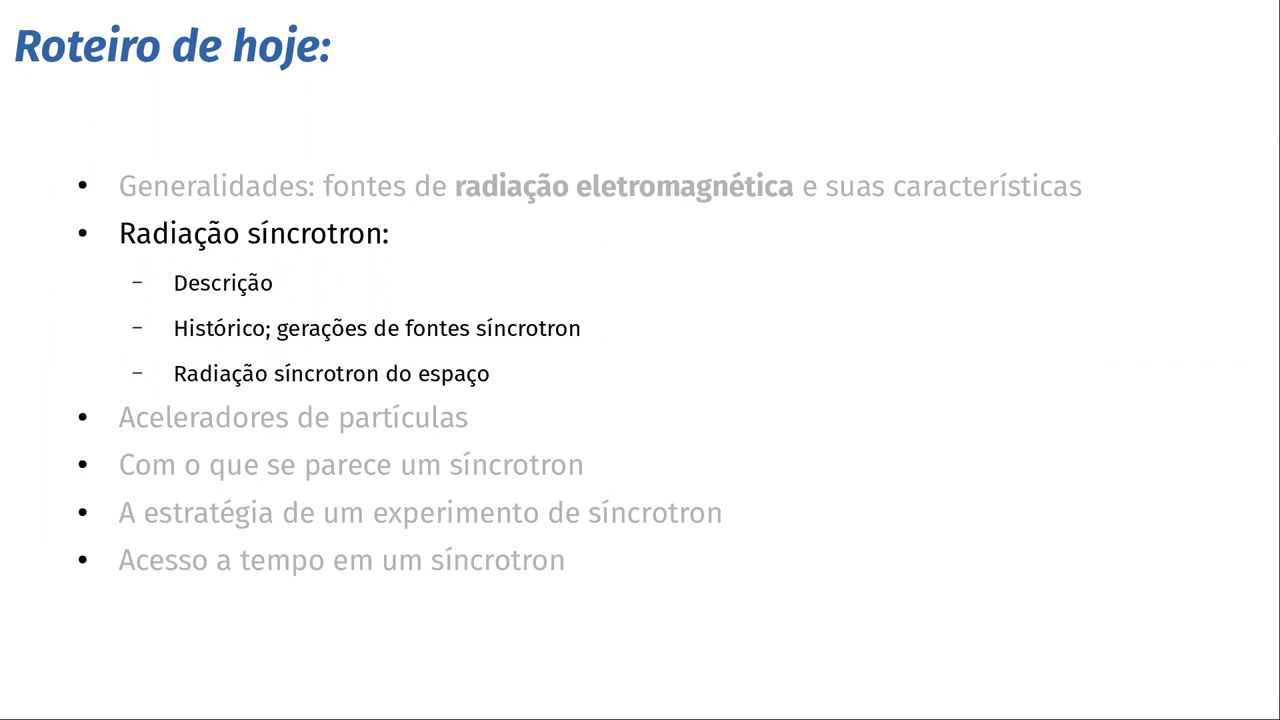 Roteiro de hoje:
• Generalidades: fontes de radiação eletromagnética e suas características
• Radiação síncrotron:
– Descrição
– Histórico; gerações de fontes síncrotron
– Radiação síncrotron do espaço
• Aceleradores de partículas
• Com o que se parece um síncrotron
• A estratégia de um experimento de síncrotron
• Acesso a tempo em um síncrotron